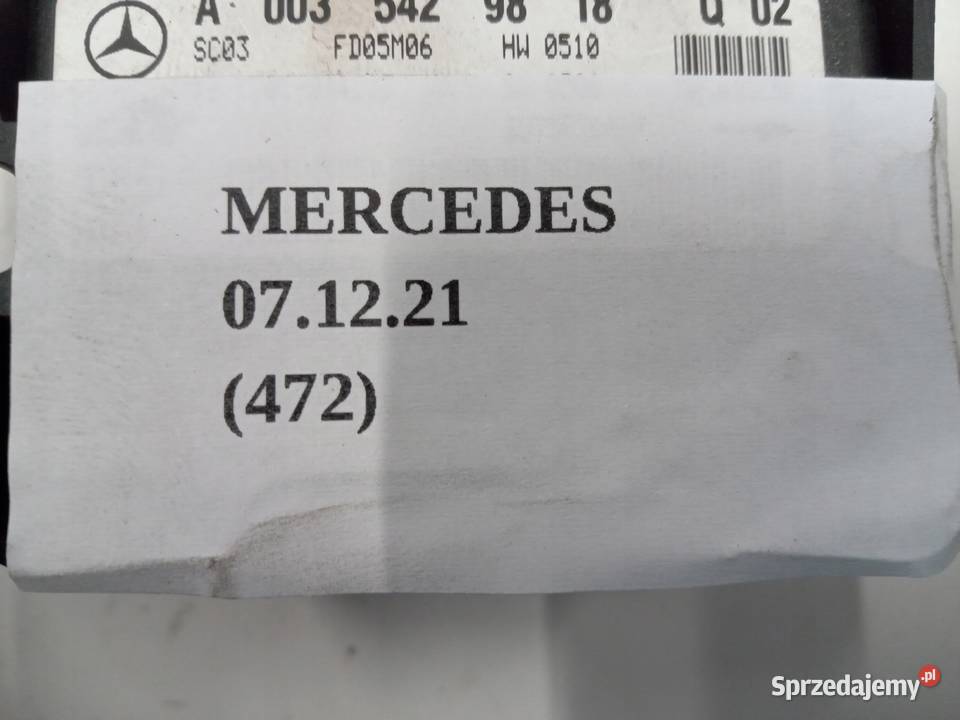 A 003 542 98 18 Q 02
SC03 FD05M06 HW 0510
MERCEDES
07.12.21
(472)
Sprzedajemy.pl